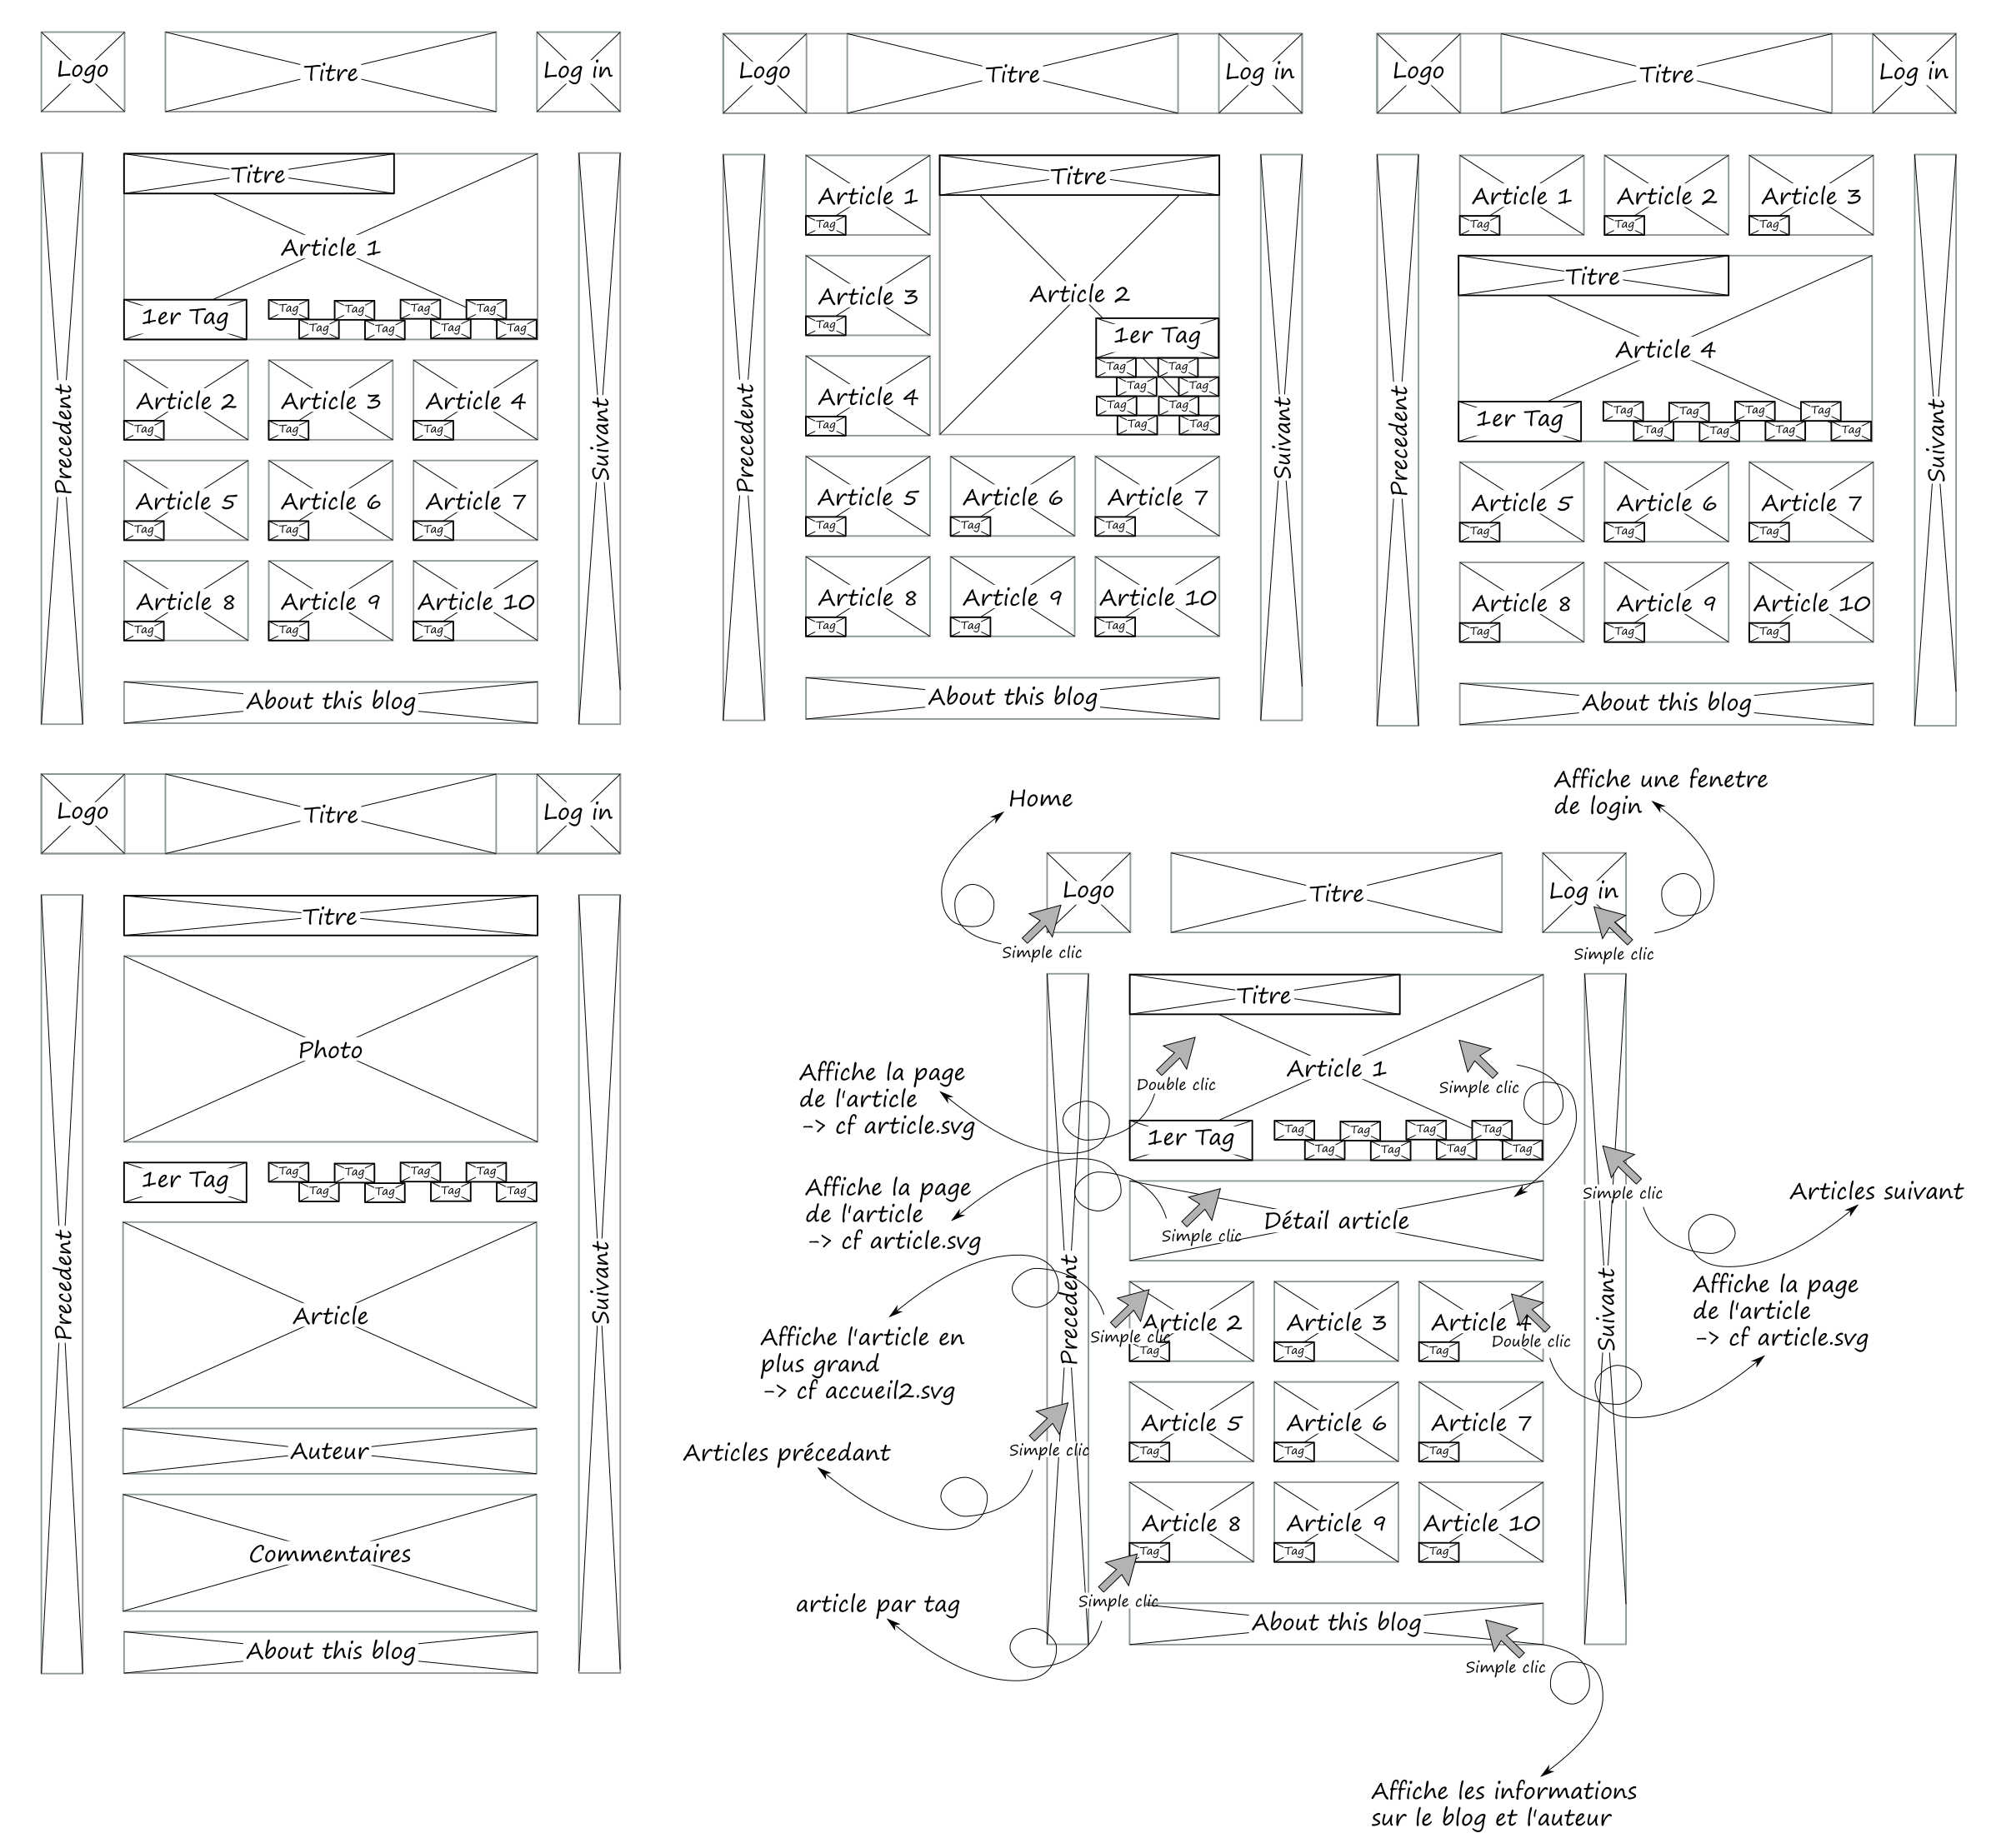 Logo
Titre
Log in
Titre
Article 1
1er Tag
Tag
Tag
Tag
Tag
Tag
Tag
Tag
Tag
Precedent
Suivant
Article 2
Tag
Article 3
Tag
Article 4
Tag
Article 5
Tag
Article 6
Tag
Article 7
Tag
Article 8
Tag
Article 9
Tag
Article 10
Tag
About this blog
Logo
Titre
Log in
Precedent
Suivant
Article 1
Tag
Titre
Article 2
1er Tag
Tag
Tag
Tag
Tag
Tag
Tag
Tag
Tag
Article 3
Tag
Article 4
Tag
Article 5
Tag
Article 6
Tag
Article 7
Tag
Article 8
Tag
Article 9
Tag
Article 10
Tag
About this blog
Logo
Titre
Log in
Precedent
Suivant
Article 1
Tag
Article 2
Tag
Article 3
Tag
Titre
Article 4
1er Tag
Tag
Tag
Tag
Tag
Tag
Tag
Tag
Tag
Article 5
Tag
Article 6
Tag
Article 7
Tag
Article 8
Tag
Article 9
Tag
Article 10
Tag
About this blog
Logo
Titre
Log in
Precedent
Suivant
Titre
Photo
1er Tag
Tag
Tag
Tag
Tag
Tag
Tag
Tag
Tag
Article
Auteur
Commentaires
About this blog
Home
Affiche une fenetre
de login
Logo
Simple clic
Titre
Log in
Simple clic
Titre
Article 1
Double clic
Simple clic
1er Tag
Tag
Tag
Tag
Tag
Tag
Tag
Tag
Tag
Affiche la page
de l'article
-> cf article.svg
Affiche la page
de l'article
-> cf article.svg
Détail article
Simple clic
Simple clic
Articles suivant
Precedent
Suivant
Affiche l'article en
plus grand
-> cf accueil2.svg
Simple clic
Article 2
Tag
Article 3
Tag
Article 4
Tag
Double clic
Affiche la page
de l'article
-> cf article.svg
Articles précedant
Simple clic
Article 5
Tag
Article 6
Tag
Article 7
Tag
Article 8
Tag
Article 9
Tag
Article 10
Tag
Simple clic
article par tag
About this blog
Simple clic
Affiche les informations
sur le blog et l'auteur